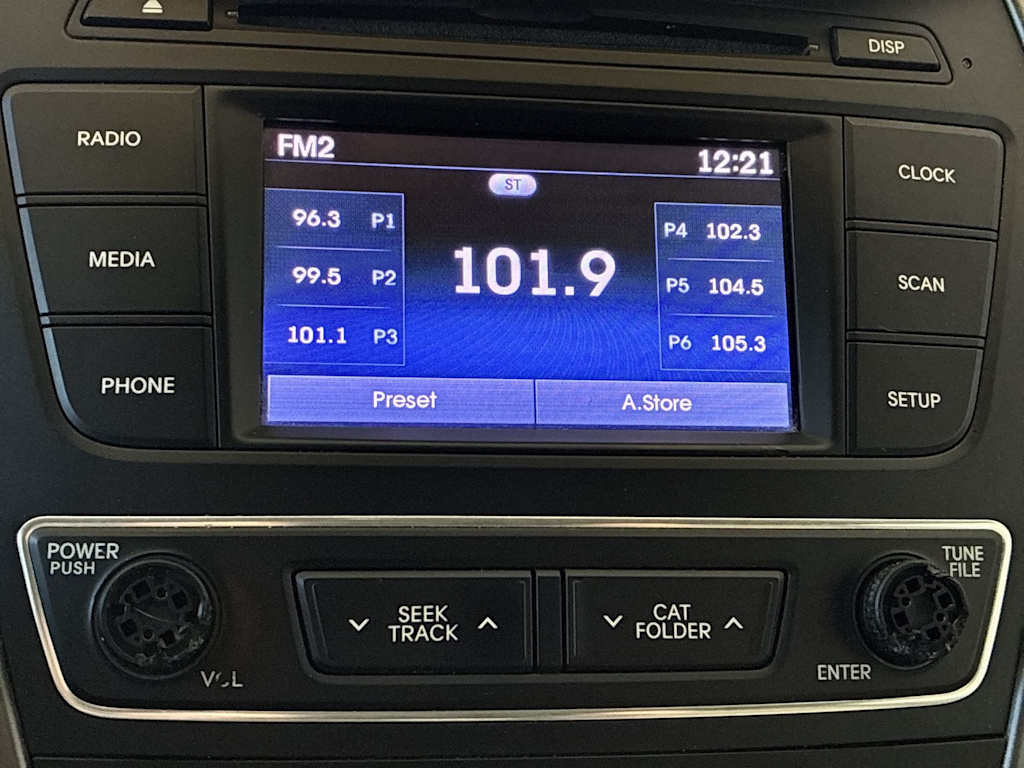 DISP
RADIO
MEDIA
PHONE
FM2
12:21
ST
96.3 P1
99.5 P2
101.1 P3
101.9
P4 102.3
P5 104.5
P6 105.3
Preset
A.Store
CLOCK
SCAN
SETUP
POWER
PUSH
VOL
SEEK
TRACK
CAT
FOLDER
TUNE
FILE
ENTER